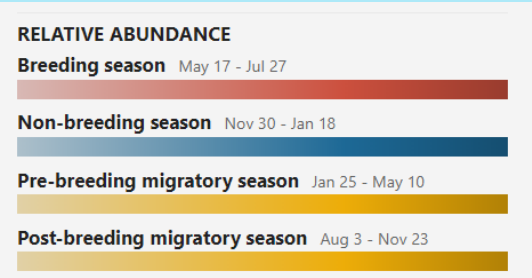 RELATIVE ABUNDANCE
Breeding season May 17 - Jul 27
Non-breeding season Nov 30 - Jan 18
Pre-breeding migratory season Jan 25 - May 10
Post-breeding migratory season Aug 3 - Nov 23